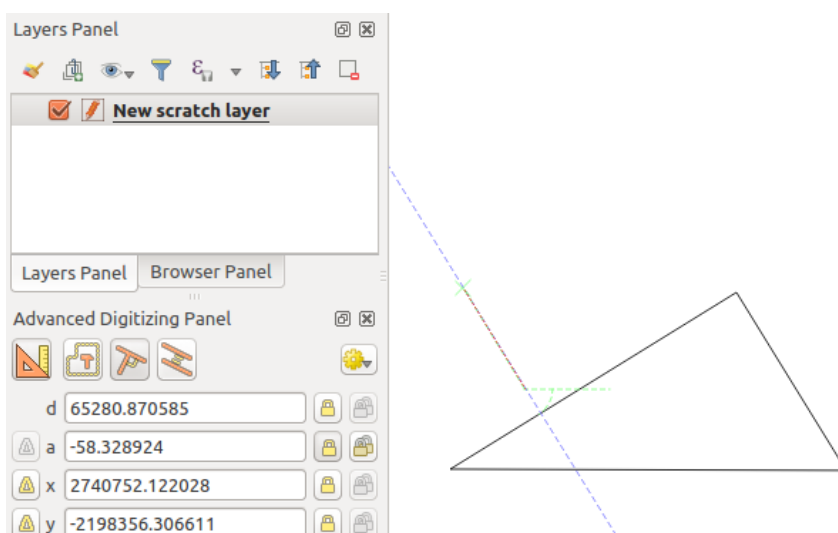 Layers Panel
New scratch layer
Layers Panel Browser Panel
Advanced Digitizing Panel
d 65280.870585
a -58.328924
x 2740752.122028
y -2198356.306611